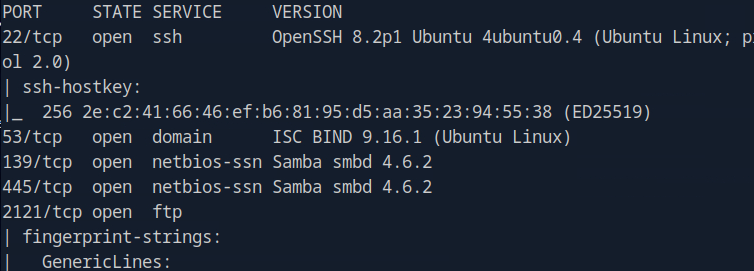 PORT     STATE SERVICE     VERSION
22/tcp   open  ssh         OpenSSH 8.2p1 Ubuntu 4ubuntu0.4 (Ubuntu Linux;
ol 2.0)
| ssh-hostkey:
|_  256 2e:c2:41:66:46:ef:b6:81:95:d5:aa:35:23:94:55:38 (ED25519)
53/tcp   open  domain      ISC BIND 9.16.1 (Ubuntu Linux)
139/tcp  open  netbios-ssn Samba smbd 4.6.2
445/tcp  open  netbios-ssn Samba smbd 4.6.2
2121/tcp open  ftp
| fingerprint-strings:
|   GenericLines: